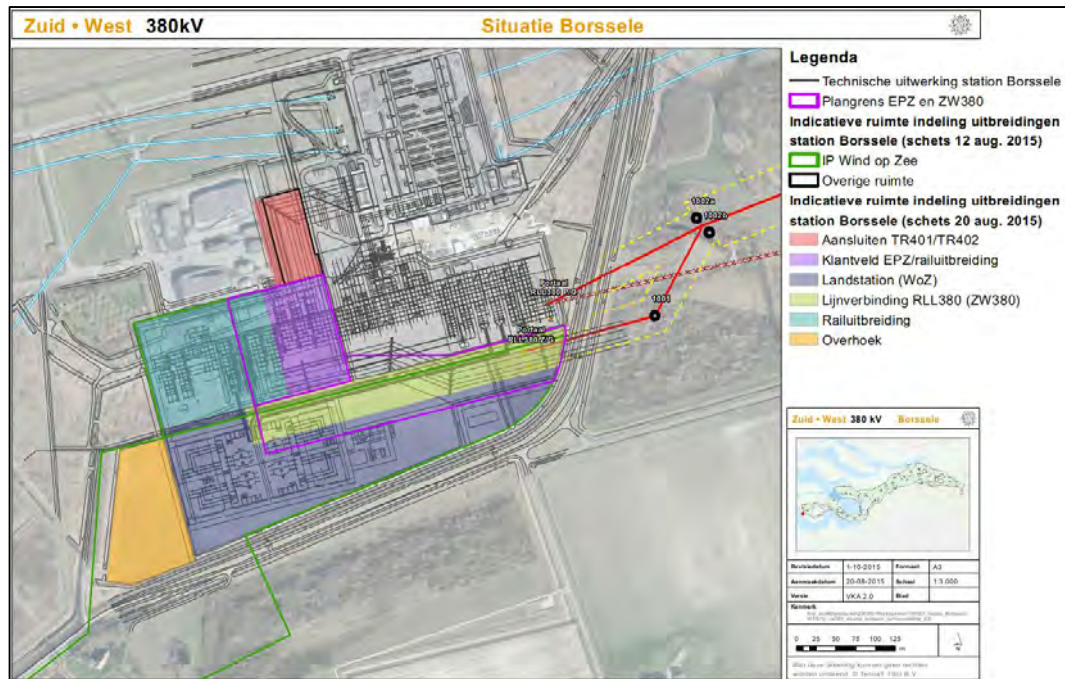 Zuid • West 380kV
Situatie Borssele
Legenda
Technische uitwerking station Borssele
Plangrens EPZ en ZW380
Indicatieve ruimte indeling uitbreidingen
station Borssele (schets 12 aug. 2015)
IP Wind op Zee
Overige ruimte
Indicatieve ruimte indeling uitbreidingen
station Borssele (schets 20 aug. 2015)
Aansluiten TR401/TR402
Klantveld EPZ/railuitbreiding
Landstation (WoZ)
Lijnverbinding RLL380 (ZW380)
Railuitbreiding
Overhoek
1002a
1002b
Portaal
1001
Portaal
Zuid • West 380 kV Borssele
Revisiedatum 1-10-2015 Formaat A3
Aanmaakdatum 20-08-2015 Schaal 1:3.000
Versie VKA 2.0 Blad
Kenmerk
0 25 50 75 100 125
m
N